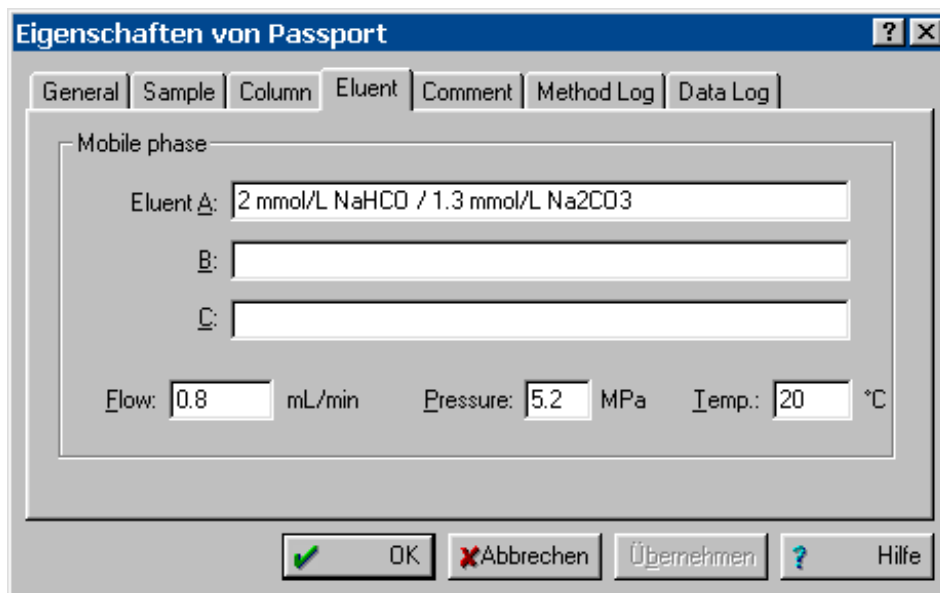 Eigenschaften von Passport
General Sample Column Eluent Comment Method Log Data Log
Mobile phase
Eluent A: 2 mmol/L NaHCO / 1.3 mmol/L Na2CO3
B:
C:
Flow: 0.8 mL/min Pressure: 5.2 MPa Temp.: 20 °C
OK Abbrechen Übernehmen ? Hilfe